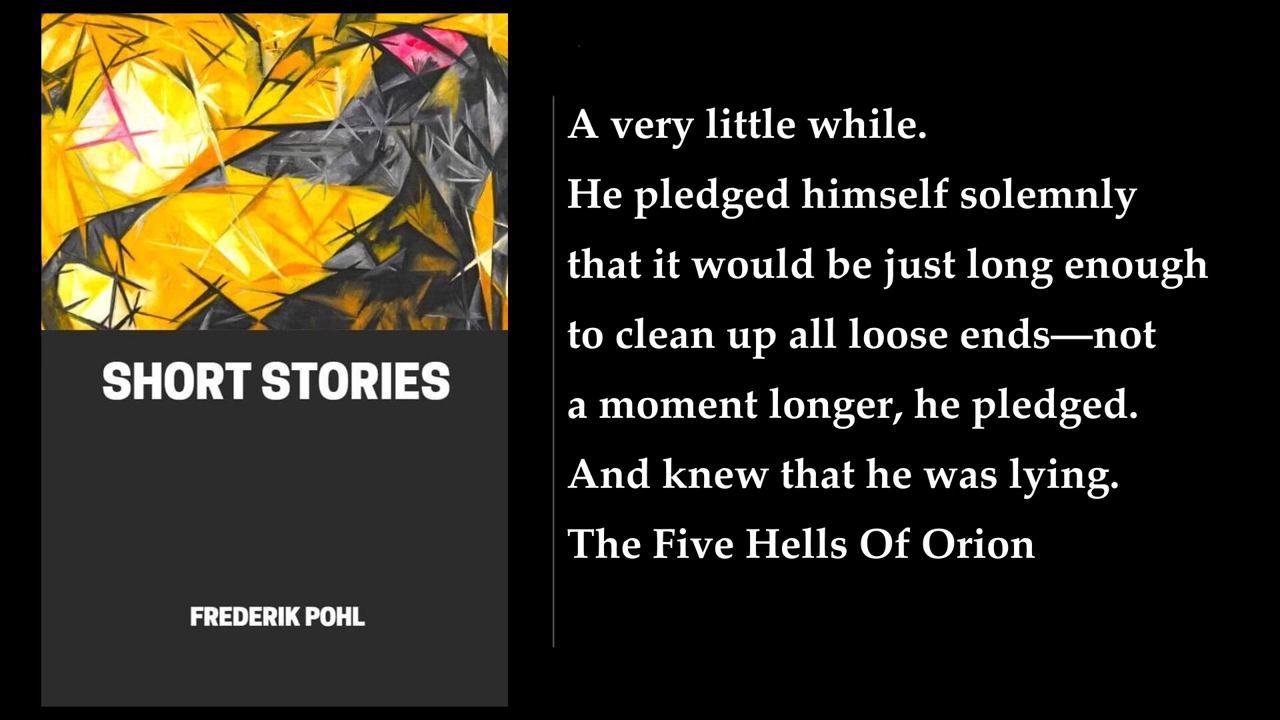 SHORT STORIES
FREDERIK POHL
A very little while.
He pledged himself solemnly
that it would be just long enough
to clean up all loose ends—not
a moment longer, he pledged.
And knew that he was lying.
The Five Hells Of Orion